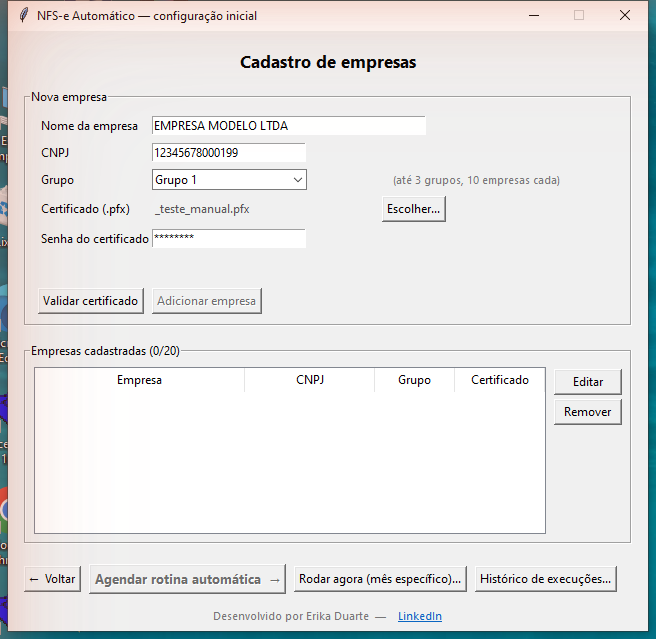 NFS-e Automático — configuração inicial
Cadastro de empresas
Nova empresa
Nome da empresa EMPRESA MODELO LTDA
CNPJ 12345678000199
Grupo Grupo 1 (até 3 grupos, 10 empresas cada)
Certificado (.pfx) _teste_manual.pfx Escolher...
Senha do certificado ********
Validar certificado Adicionar empresa
Empresas cadastradas (0/20)
Empresa CNPJ Grupo Certificado
Editar
Remover
← Voltar Agendar rotina automática → Rodar agora (mês específico)... Histórico de execuções...
Desenvolvido por Erika Duarte — LinkedIn